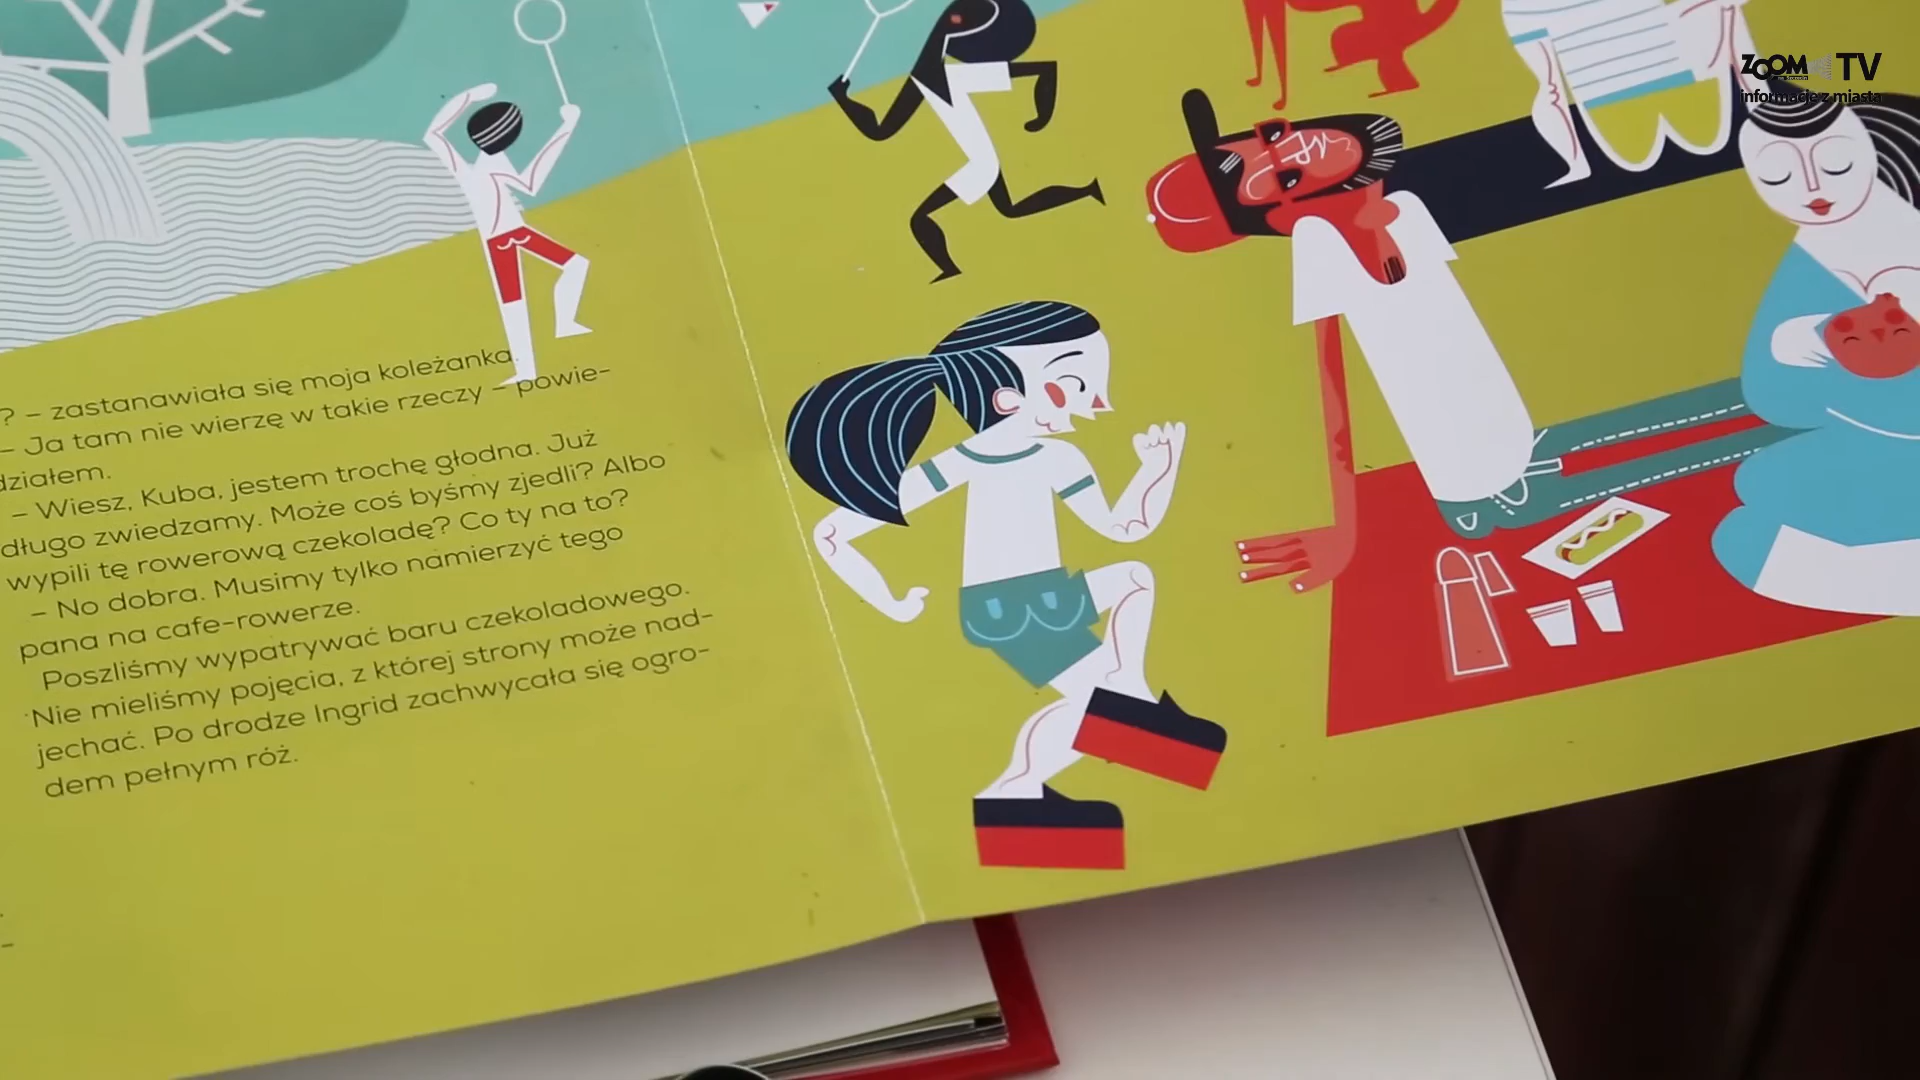 ZOOM TV
informacje z miasta
? – zastanawiała się moja koleżanka.
– Ja tam nie wierzę w takie rzeczy – powie-
działem.
– Wiesz, Kuba, jestem trochę głodna. Już
długo zwiedzamy. Może coś byśmy zjedli? Albo
wypili tę rowerową czekoladę? Co ty na to?
– No dobra. Musimy tylko namierzyć tego
pana na cafe-rowerze.
Poszliśmy wypatrywać baru czekoladowego.
Nie mieliśmy pojęcia, z której strony może nad-
jechać. Po drodze Ingrid zachwycała się ogro-
dem pełnym róż.